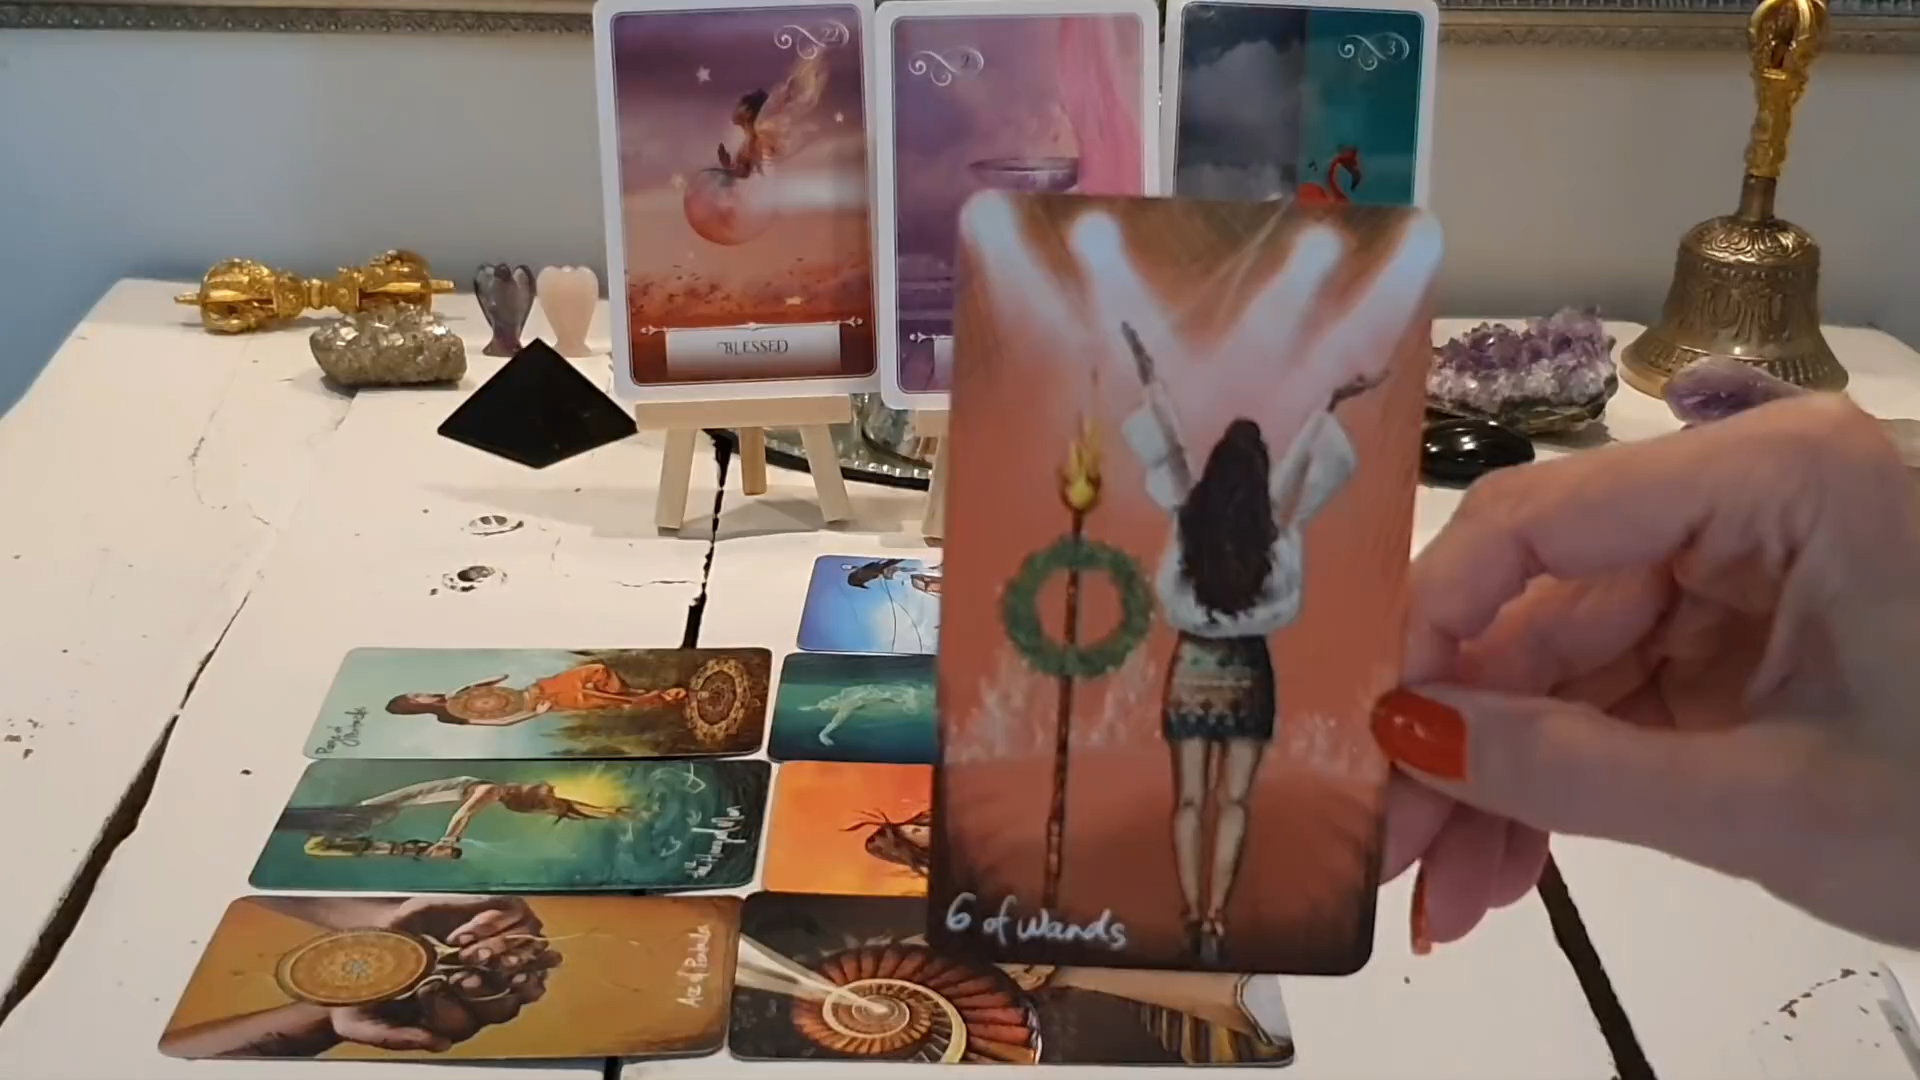 22
2
3
BLESSED
6 of Wands
Page of
Pentacles
the Hanged Man
Ace of Pentacles